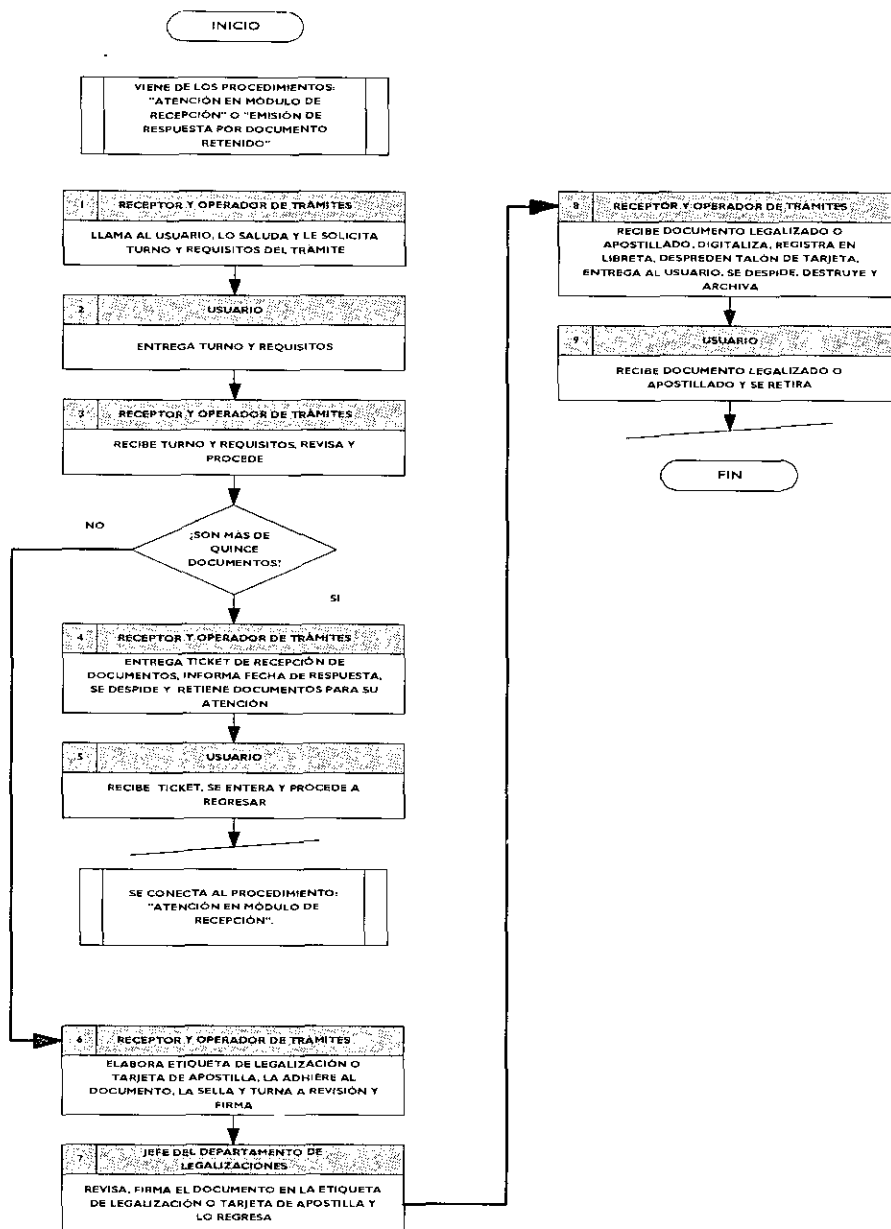 INICIO
VIENE DE LOS PROCEDIMIENTOS:
"ATENCIÓN EN MÓDULO DE
RECEPCIÓN" O "EMISIÓN DE
RESPUESTA POR DOCUMENTO
RETENIDO"
1 RECEPTOR Y OPERADOR DE TRÁMITES
LLAMA AL USUARIO, LO SALUDA Y LE SOLICITA
TURNO Y REQUISITOS DEL TRÁMITE
2 USUARIO
ENTREGA TURNO Y REQUISITOS
3 RECEPTOR Y OPERADOR DE TRÁMITES
RECIBE TURNO Y REQUISITOS, REVISA Y
PROCEDE
NO
¿SON MÁS DE
QUINCE
DOCUMENTOS?
SI
4 RECEPTOR Y OPERADOR DE TRÁMITES
ENTREGA TICKET DE RECEPCIÓN DE
DOCUMENTOS, INFORMA FECHA DE RESPUESTA,
SE DESPIDE Y RETIENE DOCUMENTOS PARA SU
ATENCIÓN
5 USUARIO
RECIBE TICKET, SE ENTERA Y PROCEDE A
REGRESAR
SE CONECTA AL PROCEDIMIENTO:
"ATENCIÓN EN MÓDULO DE
RECEPCIÓN".
6 RECEPTOR Y OPERADOR DE TRÁMITES
ELABORA ETIQUETA DE LEGALIZACIÓN O
TARJETA DE APOSTILLA, LA ADHIERE AL
DOCUMENTO, LA SELLA Y TURNA A REVISIÓN Y
FIRMA
7 JEFE DEL DEPARTAMENTO DE
LEGALIZACIONES
REVISA, FIRMA EL DOCUMENTO EN LA ETIQUETA
DE LEGALIZACIÓN O TARJETA DE APOSTILLA Y
LO REGRESA
8 RECEPTOR Y OPERADOR DE TRÁMITES
RECIBE DOCUMENTO LEGALIZADO O
APOSTILLADO, DIGITALIZA, REGISTRA EN
LIBRETA, DESPREDEN TALÓN DE TARJETA,
ENTREGA AL USUARIO, SE DESPIDE, DESTRUYE Y
ARCHIVA
9 USUARIO
RECIBE DOCUMENTO LEGALIZADO O
APOSTILLADO Y SE RETIRA
FIN